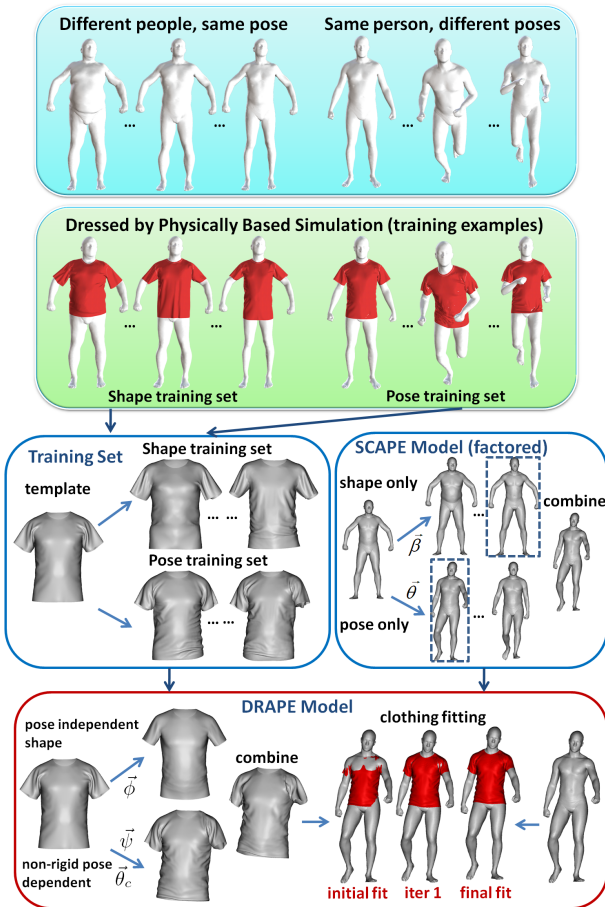 Different people, same pose
Same person, different poses
...
...
...
...
Dressed by Physically Based Simulation (training examples)
...
...
...
...
Shape training set
Pose training set
Training Set
Shape training set
template
... ...
Pose training set
... ...
SCAPE Model (factored)
shape only
combine
...
β
θ
...
pose only
DRAPE Model
pose independent
shape
clothing fitting
combine
ϕ
ψ
non-rigid pose
dependent
θc
initial fit
iter 1
final fit